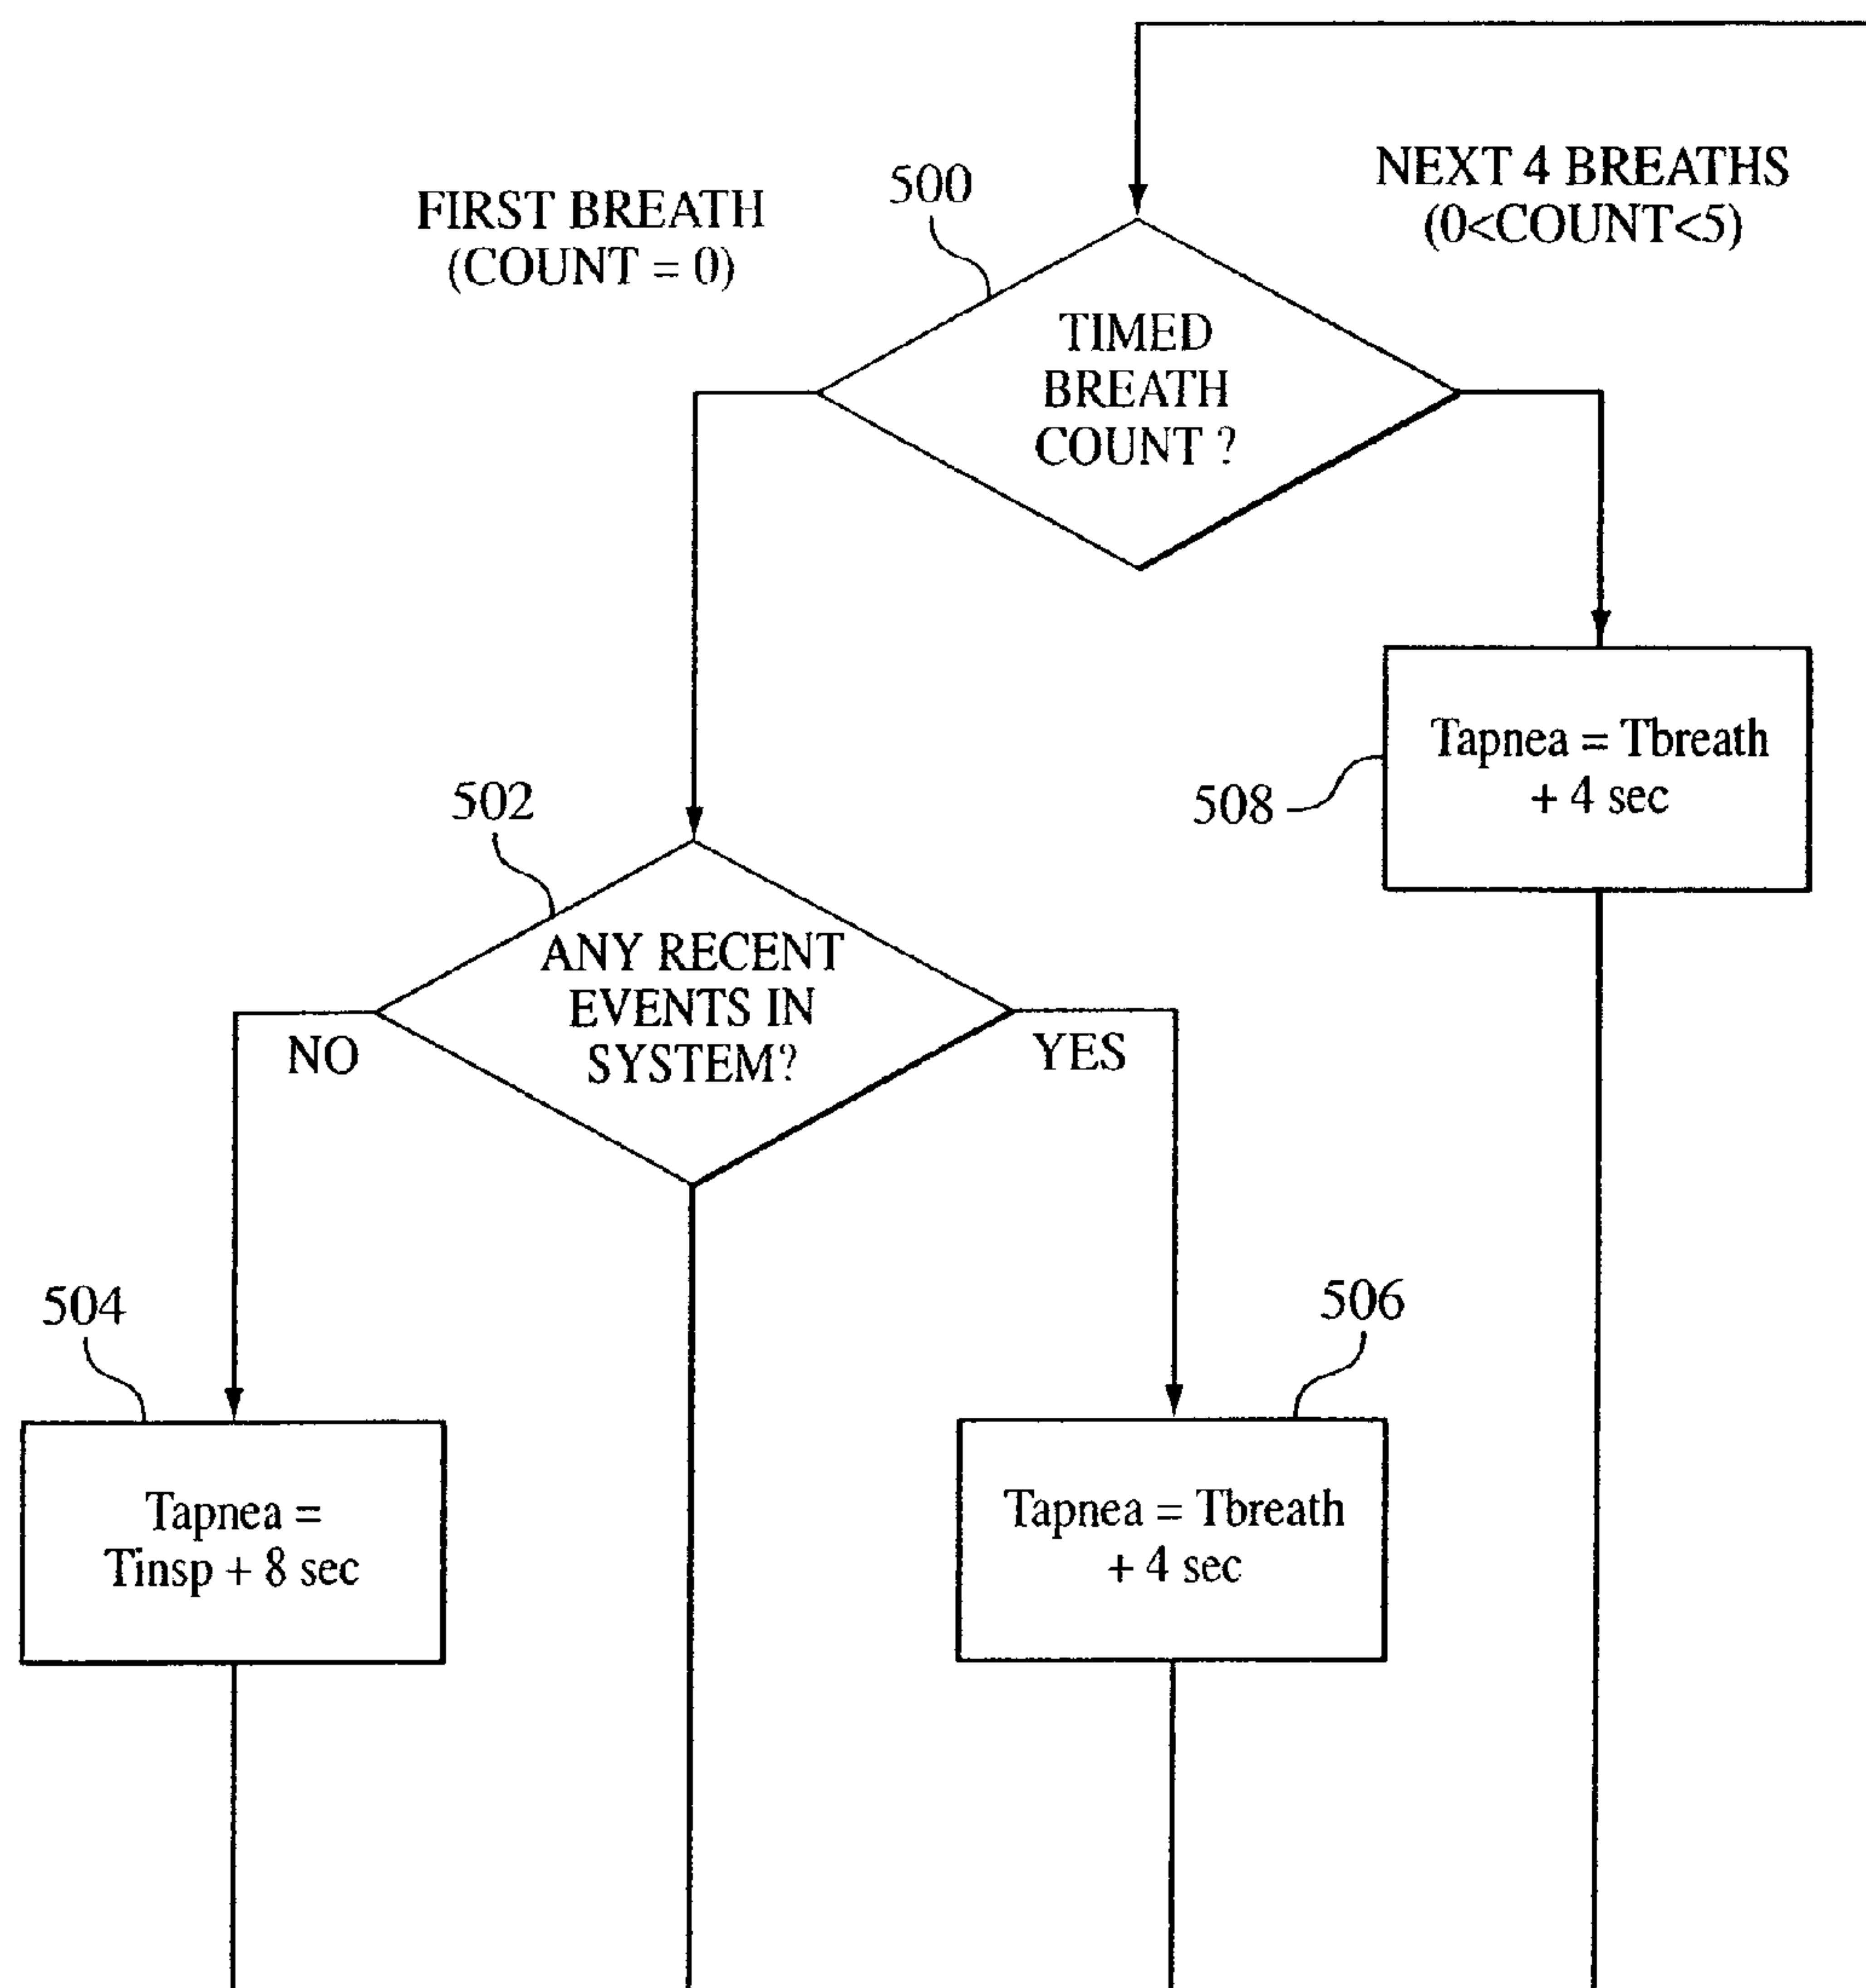 FIRST BREATH
(COUNT = 0)
500
NEXT 4 BREATHS
(0<COUNT<5)
TIMED
BREATH
COUNT ?
508
Tapnea = Tbreath
+ 4 sec
502
ANY RECENT
EVENTS IN
SYSTEM?
NO
YES
504
Tapnea =
Tinsp + 8 sec
506
Tapnea = Tbreath
+ 4 sec